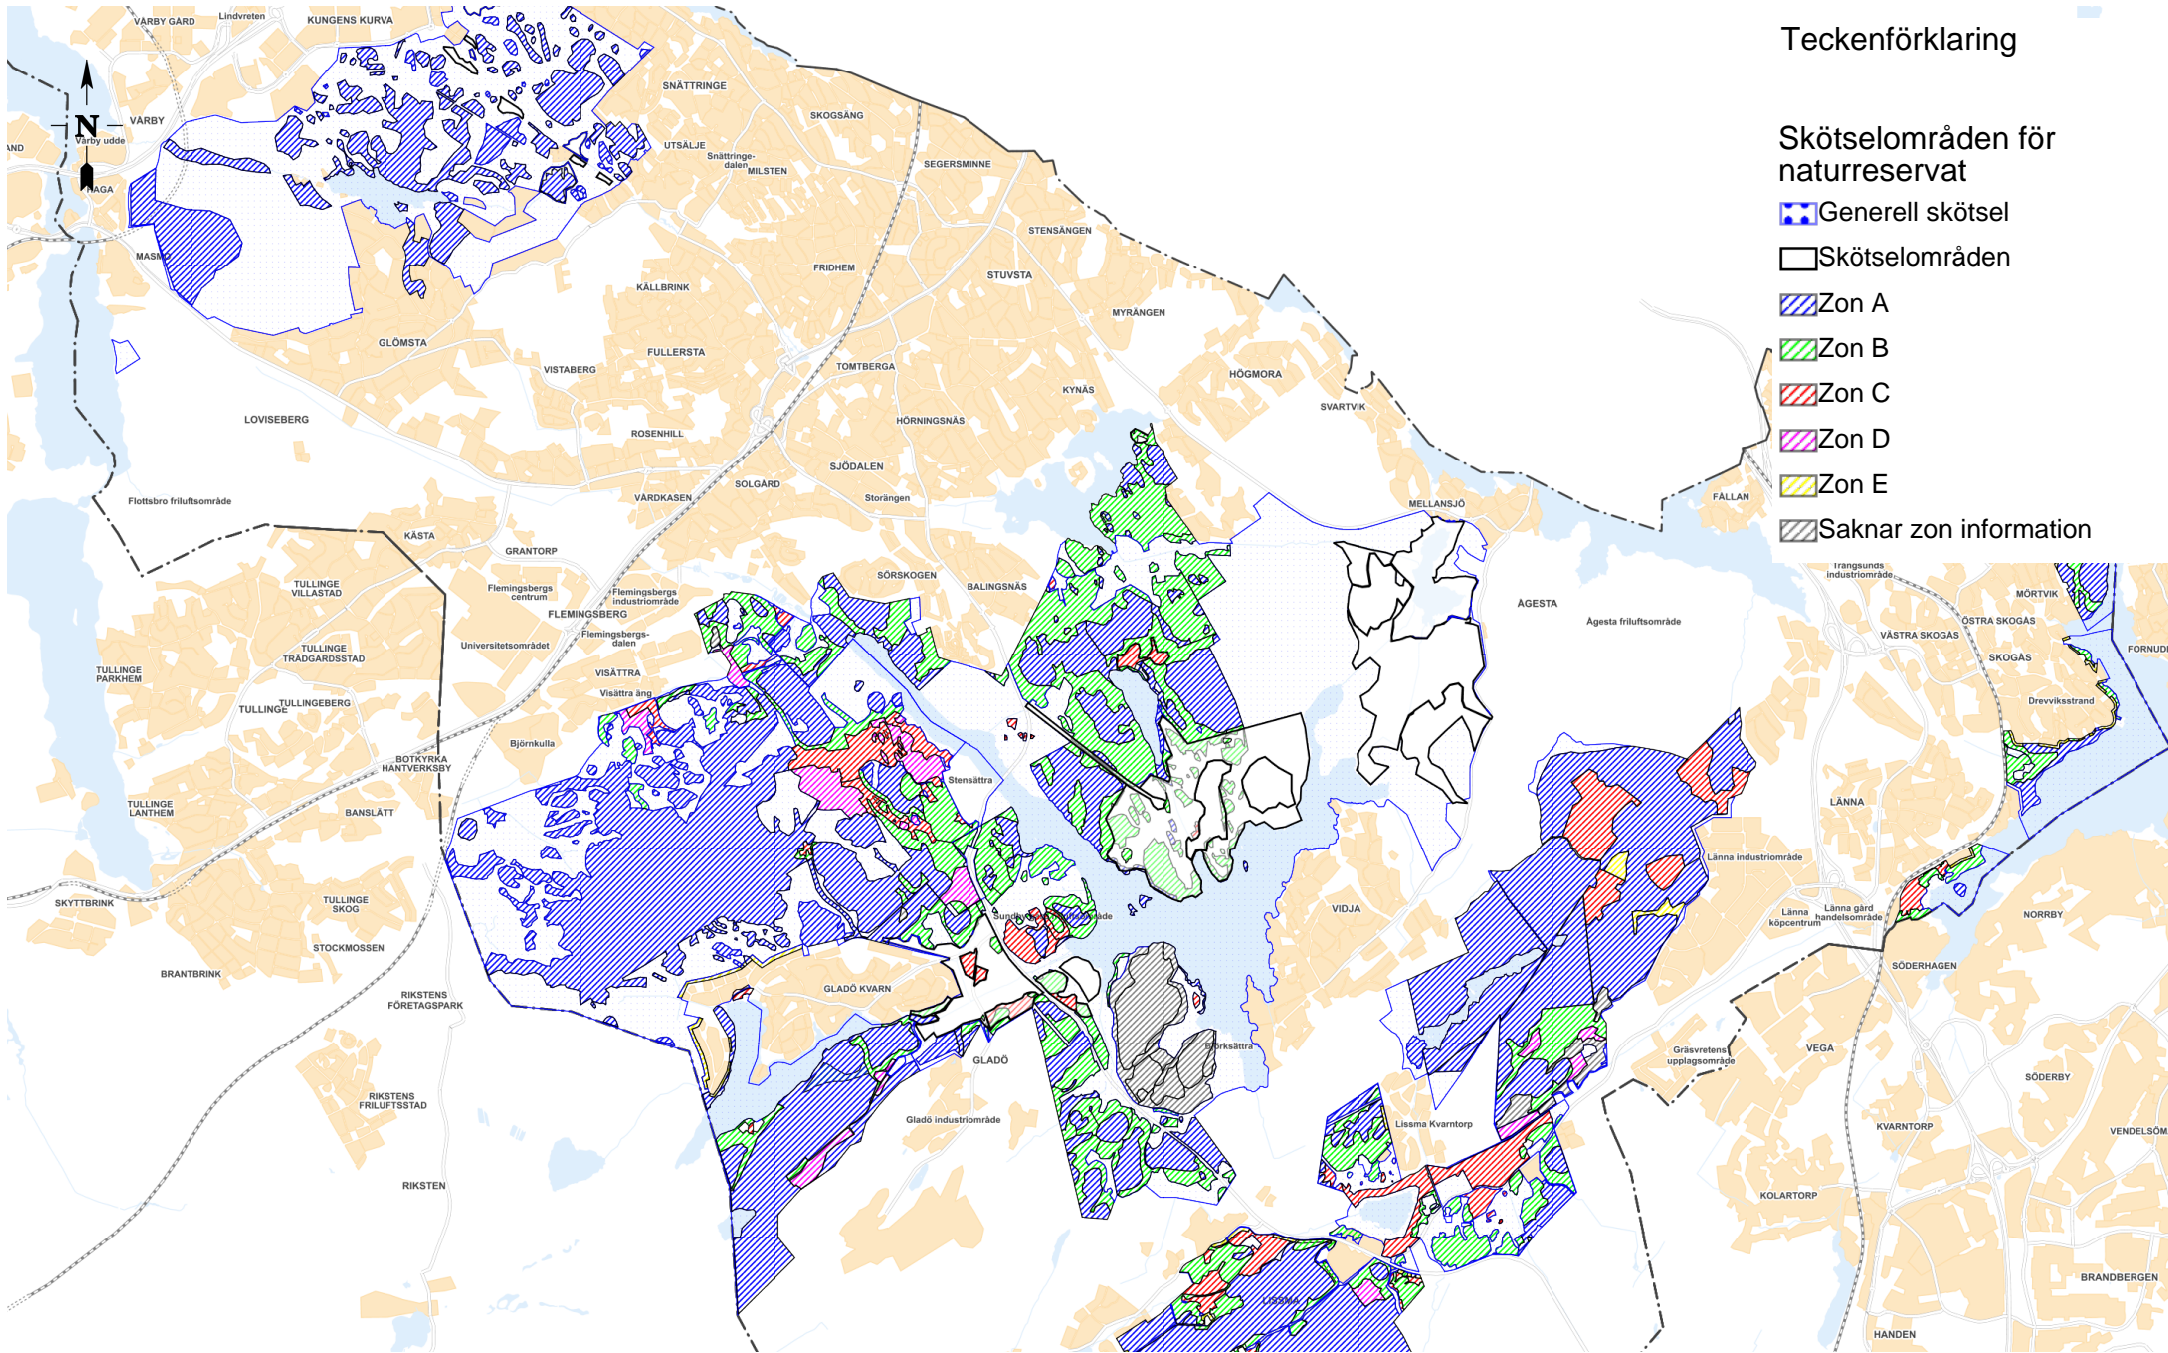 Teckenförklaring
Skötselområden för
naturreservat
Generell skötsel
Skötselområden
Zon A
Zon B
Zon C
Zon D
Zon E
Saknar zon information
N
VÅRBY GÅRD
Lindvreten
KUNGENS KURVA
VÅRBY
Vårby udde
HAGA
MASMO
SNÄTTRINGE
SKOGSÄNG
UTSÄLJE
Snättringe-
dalen
MILSTEN
SEGERSMINNE
STENSÄNGEN
FRIDHEM
STUVSTA
KÄLLBRINK
MYRÄNGEN
GLÖMSTA
FULLERSTA
VISTABERG
TOMTBERGA
KYNÄS
HÖGMORA
SVARTVIK
LOVISEBERG
ROSENHILL
HÖRNINGSNÄS
SJÖDALEN
SOLGÅRD
VÅRDKASEN
Storängen
MELLANSJÖ
FÅLLAN
Flottsbro friluftsområde
KÄSTA
GRANTORP
TULLINGE
VILLASTAD
Flemingsbergs
centrum
Flemingsbergs
industriområde
FLEMINGSBERG
Flemingsbergs-
dalen
Universitetsområdet
SÖRSKOGEN
BALINGSNÄS
ÅGESTA
Ågesta friluftsområde
Trångsunds
industriområde
MÖRTVIK
ÖSTRA SKOGÅS
VÄSTRA SKOGÅS
SKOGÅS
Drevviksstrand
TULLINGE
TRÄDGÅRDSSTAD
TULLINGE
PARKHEM
TULLINGEBERG
TULLINGE
VISÄTTRA
Visättra äng
Björnkulla
BOTKYRKA
HANTVERKSBY
Stensättra
TULLINGE
LANTHEM
BANSLÄTT
LÄNNA
Länna industriområde
SKYTTBRINK
TULLINGE
SKOG
STOCKMOSSEN
BRANTBRINK
VIDJA
Länna
köpcentrum
Länna gård
handelsområde
NORRBY
SÖDERHAGEN
RIKSTENS
FÖRETAGSPARK
GLADÖ KVARN
GLADÖ
Björksättra
Gräsvretens
upplagsområde
VEGA
SÖDERBY
RIKSTENS
FRILUFTSSTAD
Gladö industriområde
Lissma Kvarntorp
KVARNTORP
RIKSTEN
KOLARTORP
LISSMA
BRANDBERGEN
HANDEN